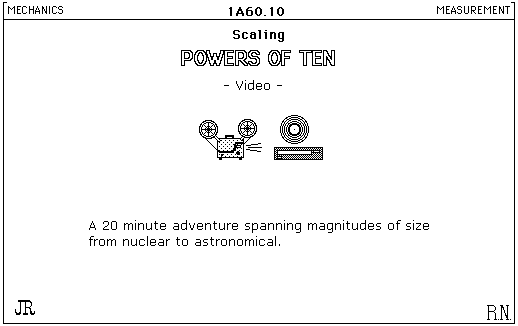 MECHANICS
1A60.10
MEASUREMENT
Scaling
POWERS OF TEN
- Video -
A 20 minute adventure spanning magnitudes of size
from nuclear to astronomical.
JR
R.N.